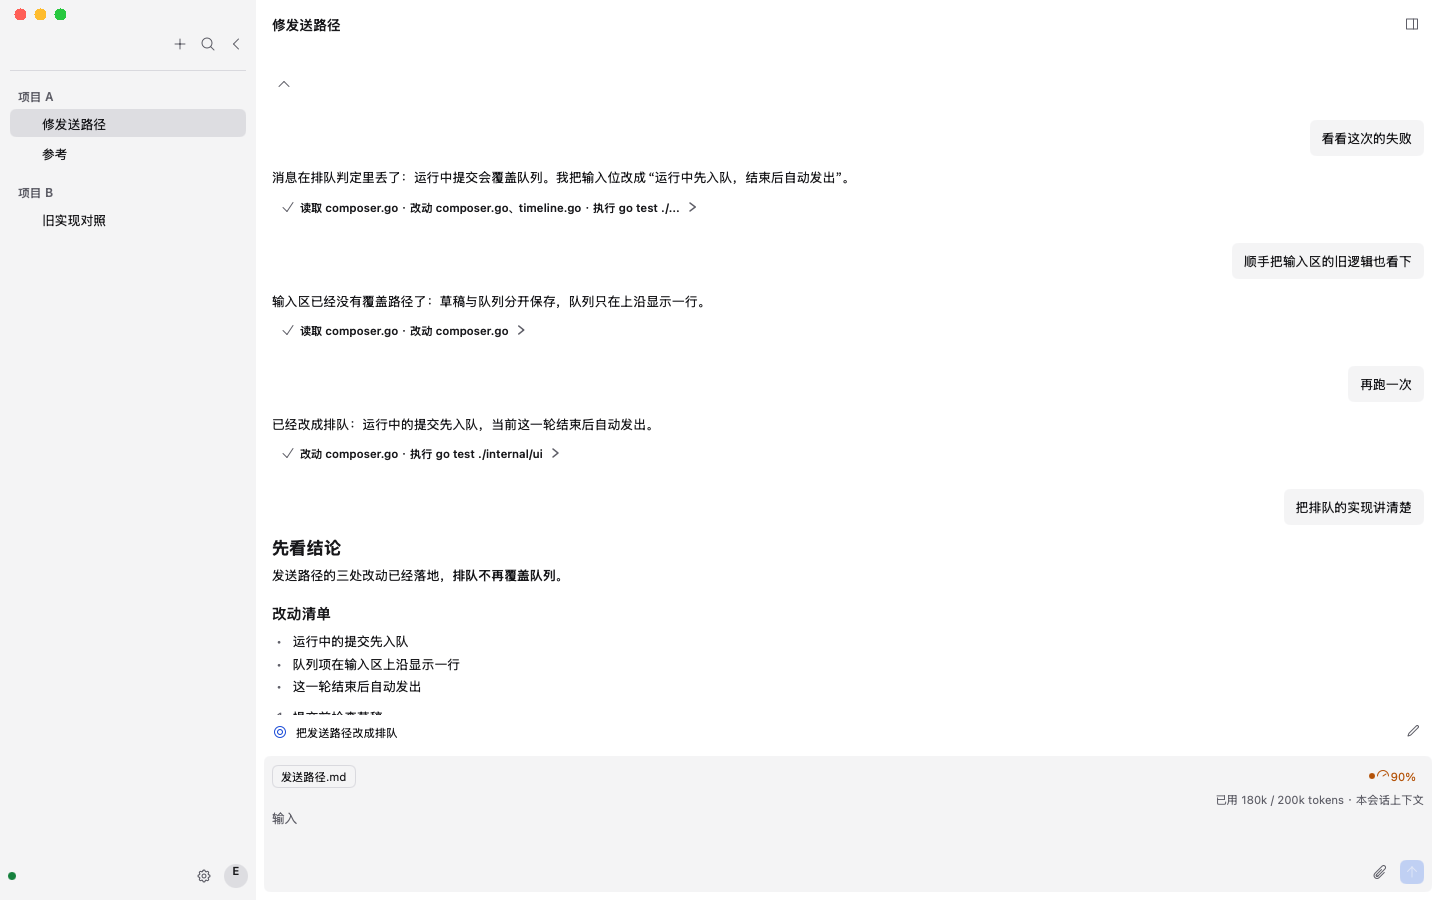 修发送路径
项目 A
修发送路径
参考
项目 B
旧实现对照
看看这次的失败
消息在排队判定里丢了：运行中提交会覆盖队列。我把输入位改成 “运行中先入队，结束后自动发出”。
读取 composer.go · 改动 composer.go、timeline.go · 执行 go test ./...
顺手把输入区的旧逻辑也看下
输入区已经没有覆盖路径了：草稿与队列分开保存，队列只在上沿显示一行。
读取 composer.go · 改动 composer.go
再跑一次
已经改成排队：运行中的提交先入队，当前这一轮结束后自动发出。
改动 composer.go · 执行 go test ./internal/ui
把排队的实现讲清楚
先看结论
发送路径的三处改动已经落地，排队不再覆盖队列。
改动清单
• 运行中的提交先入队
• 队列项在输入区上沿显示一行
• 这一轮结束后自动发出
把发送路径改成排队
发送路径.md
90%
已用 180k / 200k tokens · 本会话上下文
输入
E